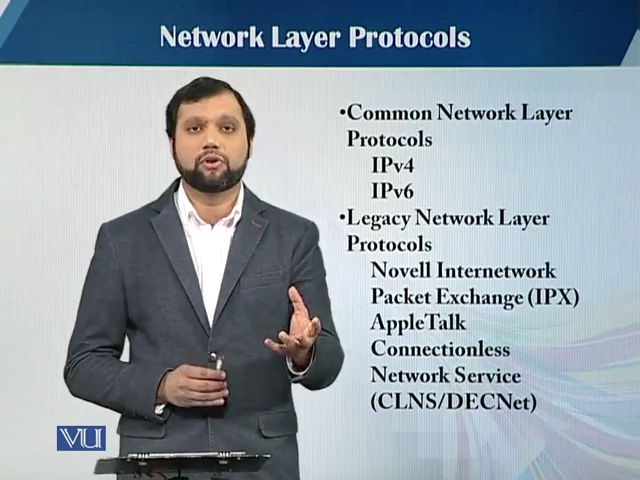 Network Layer Protocols
•Common Network Layer
Protocols
IPv4
IPv6
•Legacy Network Layer
Protocols
Novell Internetwork
Packet Exchange (IPX)
AppleTalk
Connectionless
Network Service
(CLNS/DECNet)
VU